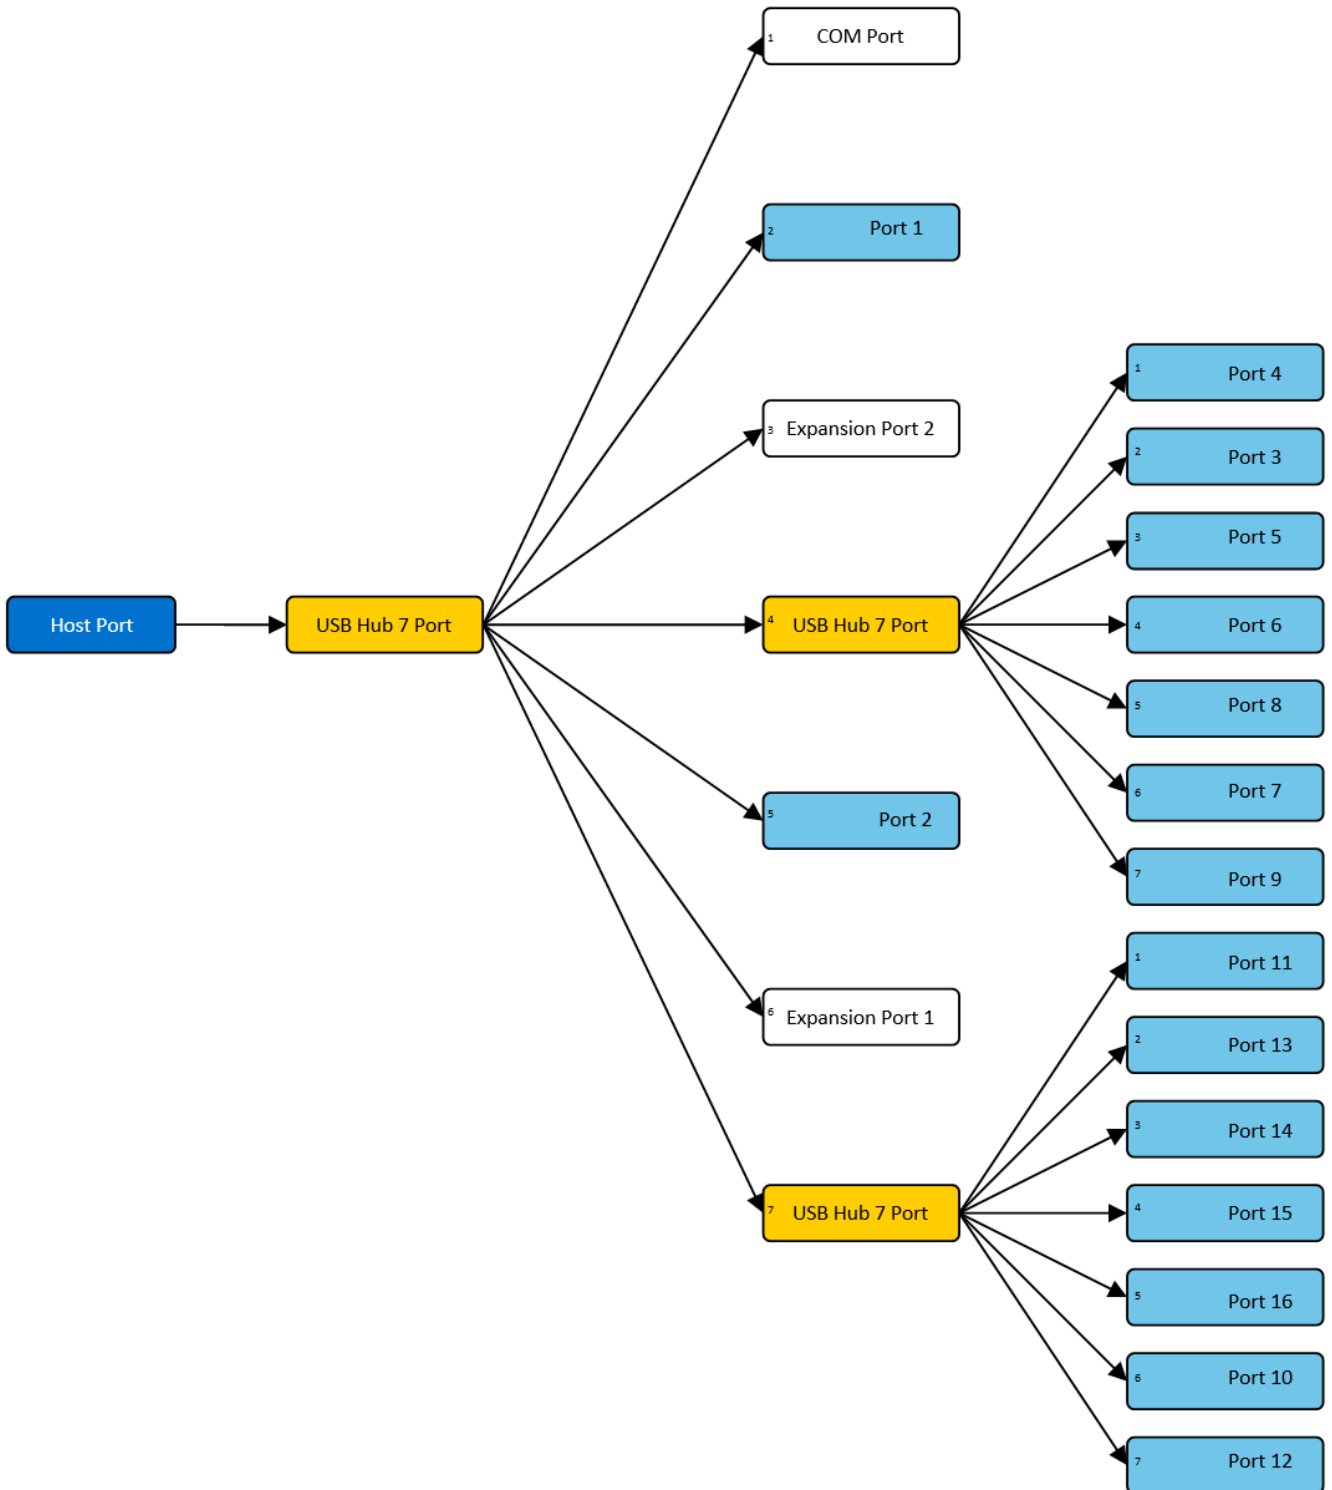 Host Port
USB Hub 7 Port
1 COM Port
2 Port 1
3 Expansion Port 2
4 USB Hub 7 Port
5 Port 2
6 Expansion Port 1
7 USB Hub 7 Port
1 Port 4
2 Port 3
3 Port 5
4 Port 6
5 Port 8
6 Port 7
7 Port 9
1 Port 11
2 Port 13
3 Port 14
4 Port 15
5 Port 16
6 Port 10
7 Port 12